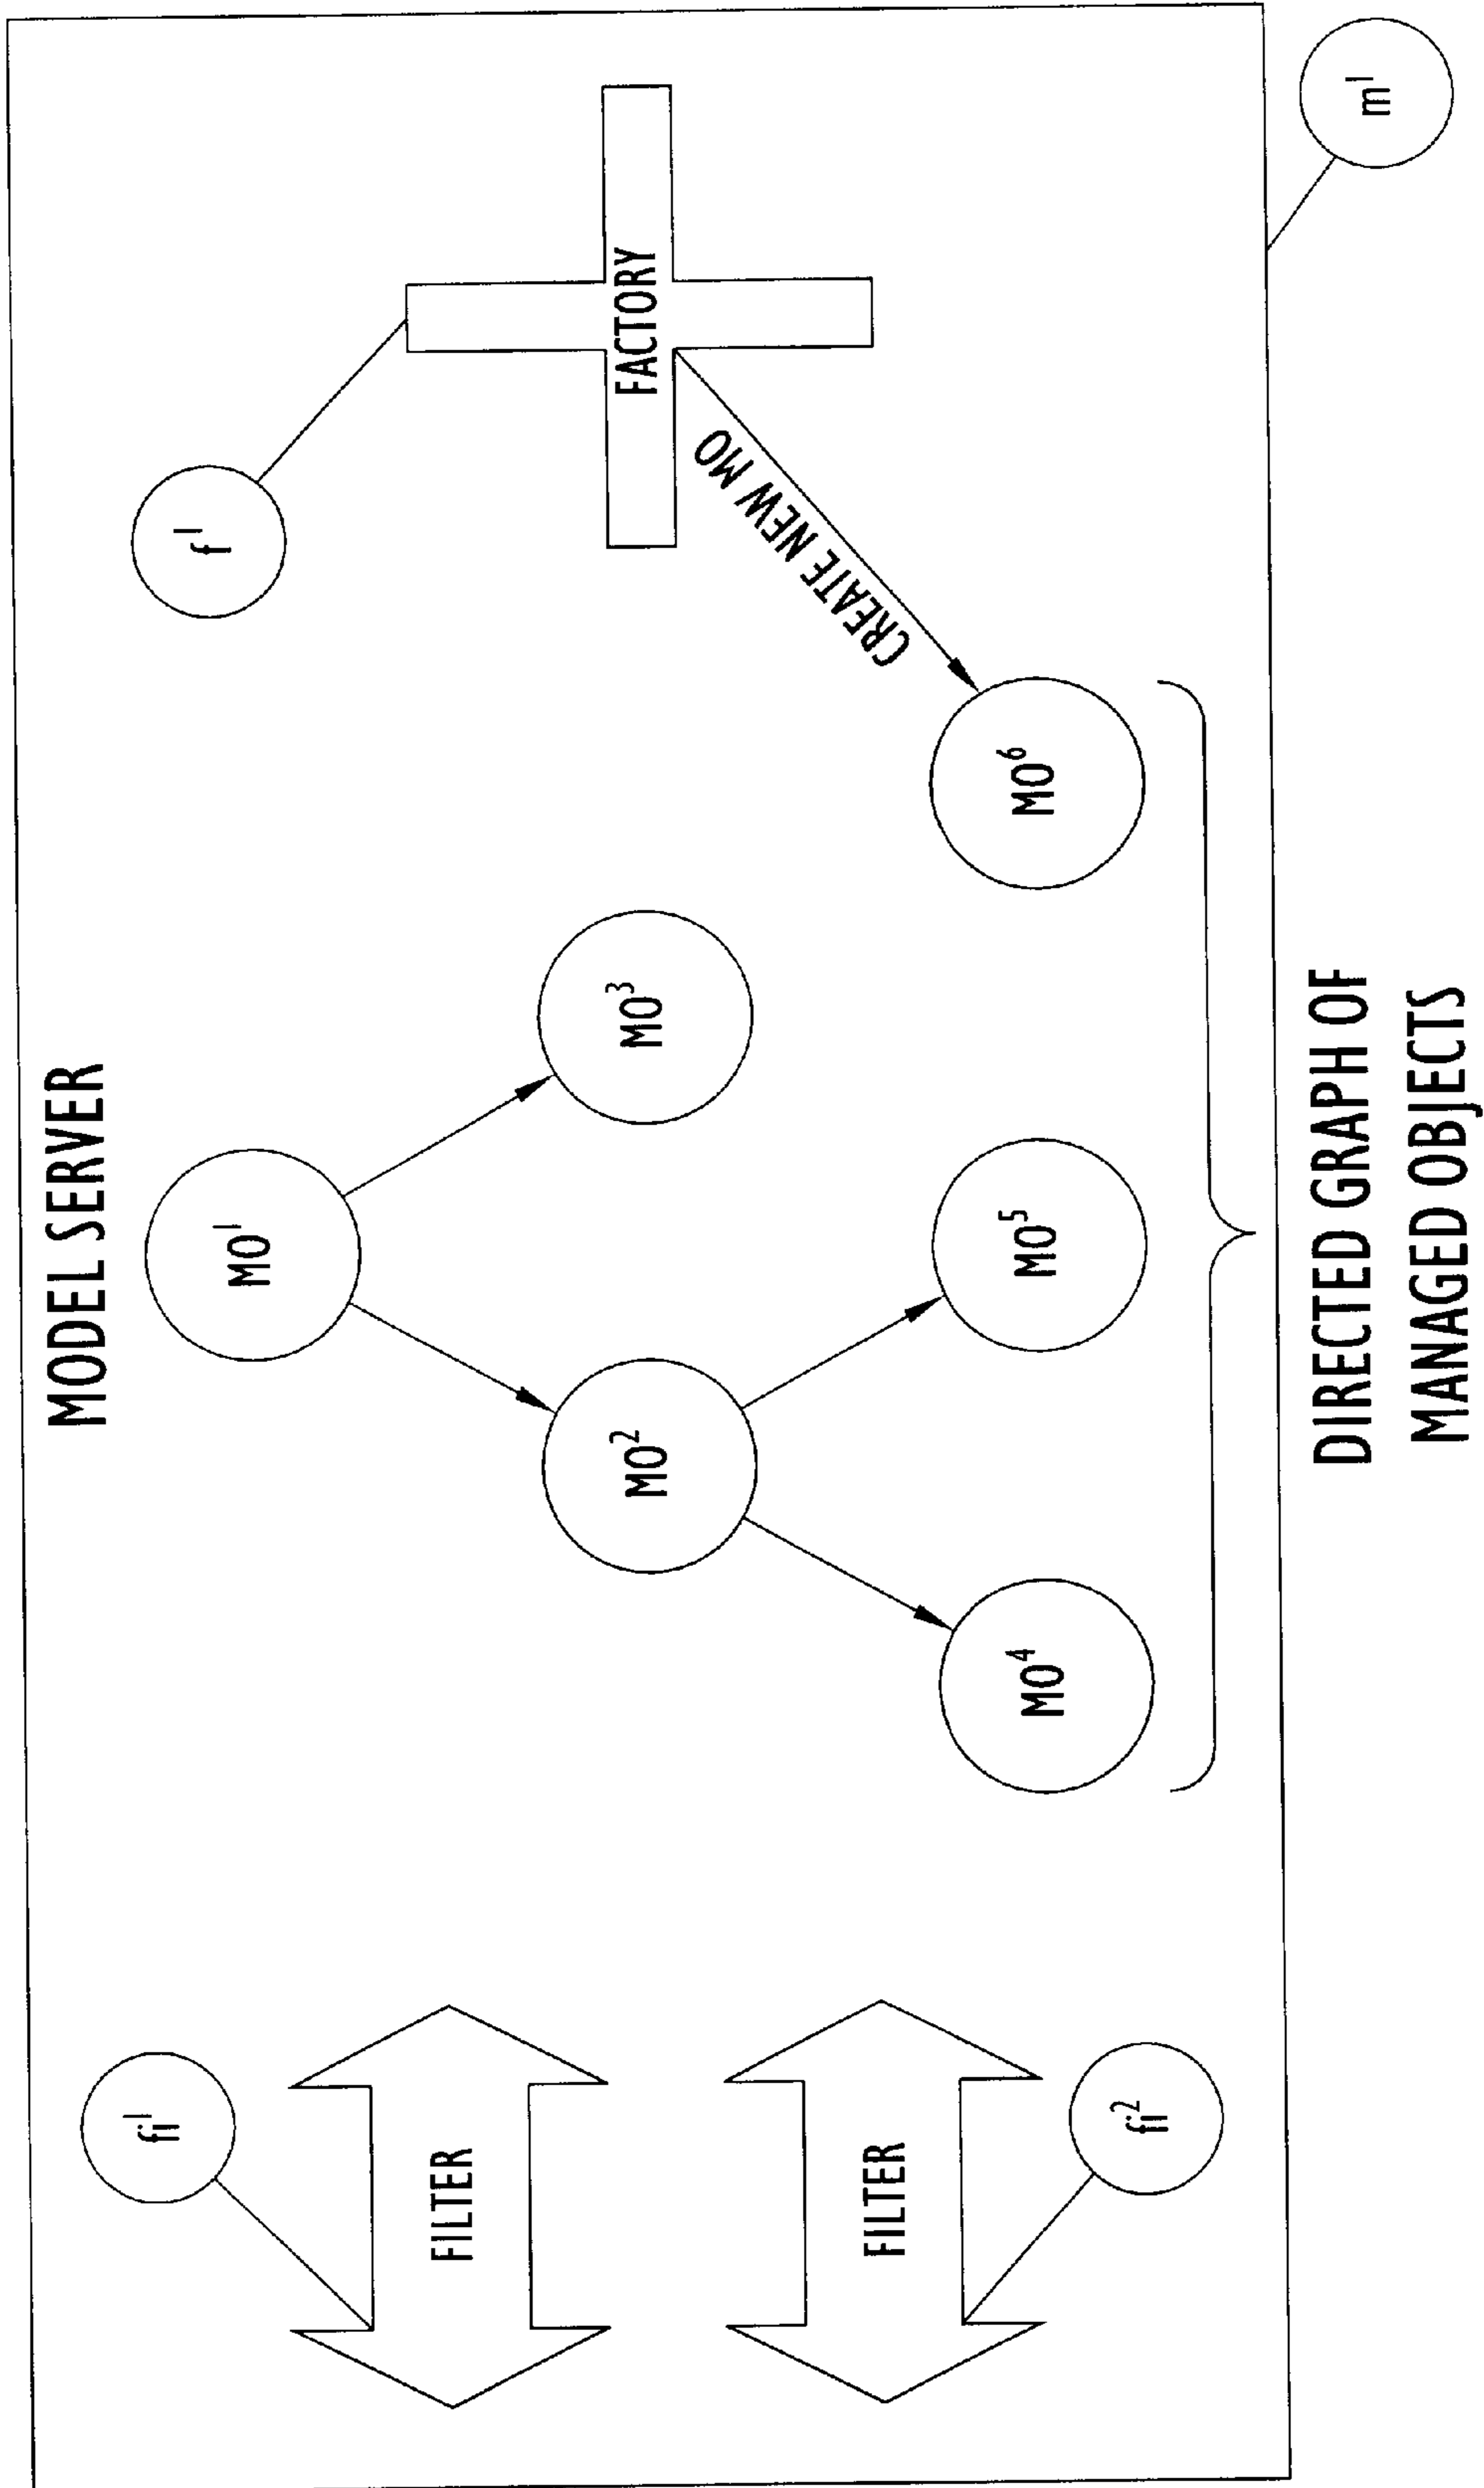 MODEL SERVER
fi¹
f¹
MO¹
FILTER
MO²
MO³
FACTORY
CREATE NEW MO
FILTER
MO⁴
MO⁵
MO⁶
fi²
DIRECTED GRAPH OF
MANAGED OBJECTS
m¹